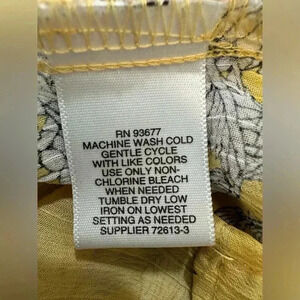 RN 93677
MACHINE WASH COLD
GENTLE CYCLE
WITH LIKE COLORS
USE ONLY NON-
CHLORINE BLEACH
WHEN NEEDED
TUMBLE DRY LOW
IRON ON LOWEST
SETTING AS NEEDED
SUPPLIER 72613-3